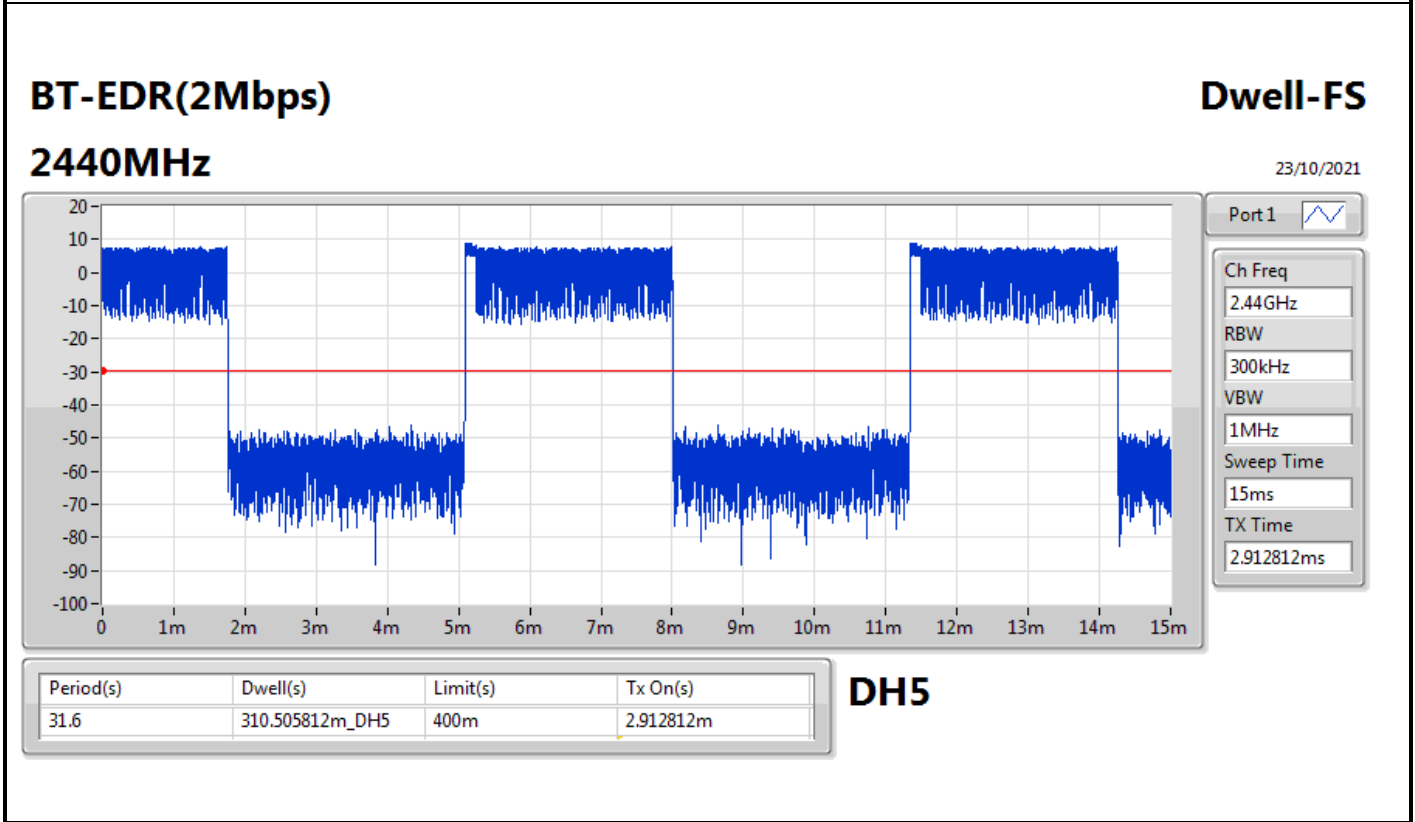 BT-EDR(2Mbps)
Dwell-FS
2440MHz
23/10/2021
20
10
0
-10
-20
-30
-40
-50
-60
-70
-80
-90
-100
0 1m 2m 3m 4m 5m 6m 7m 8m 9m 10m 11m 12m 13m 14m 15m
Port 1
Ch Freq
2.44GHz
RBW
300kHz
VBW
1MHz
Sweep Time
15ms
TX Time
2.912812ms
Period(s) Dwell(s) Limit(s) Tx On(s)
31.6 310.505812m_DH5 400m 2.912812m
DH5